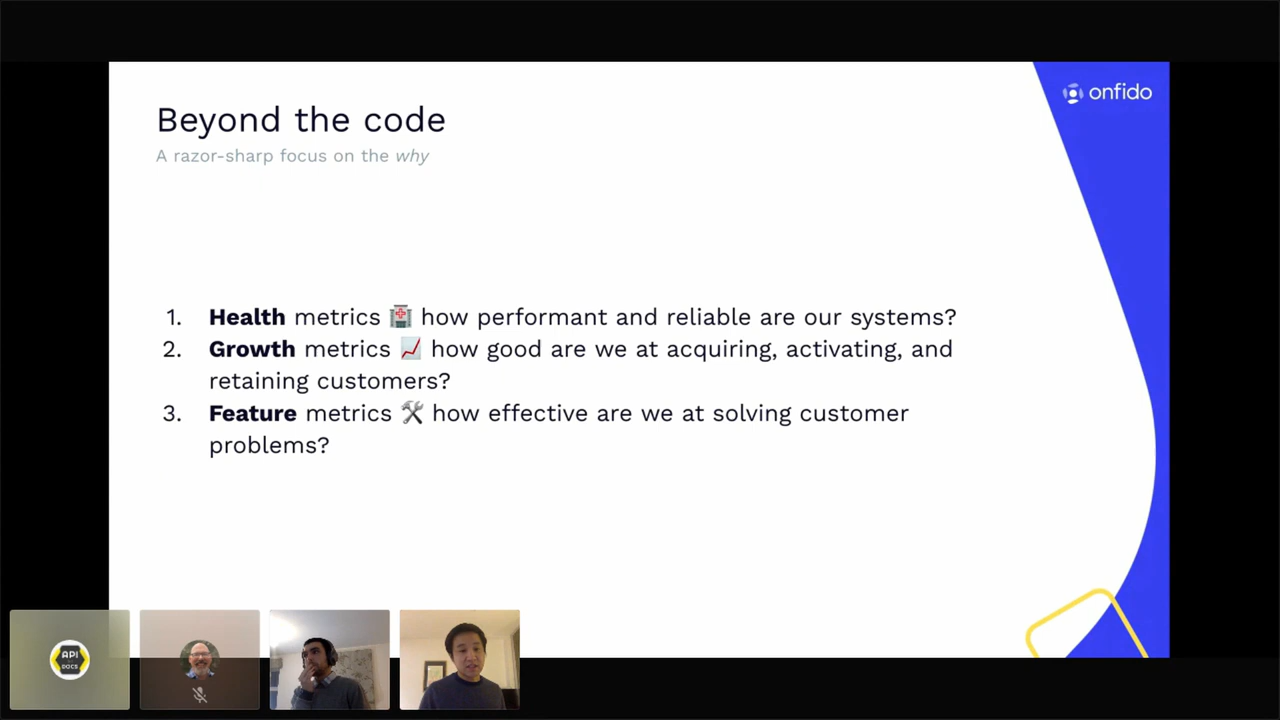 onfido
Beyond the code
A razor-sharp focus on the why
1. Health metrics 🏥 how performant and reliable are our systems?
2. Growth metrics 📈 how good are we at acquiring, activating, and
retaining customers?
3. Feature metrics 🛠 how effective are we at solving customer
problems?
API
DOCS